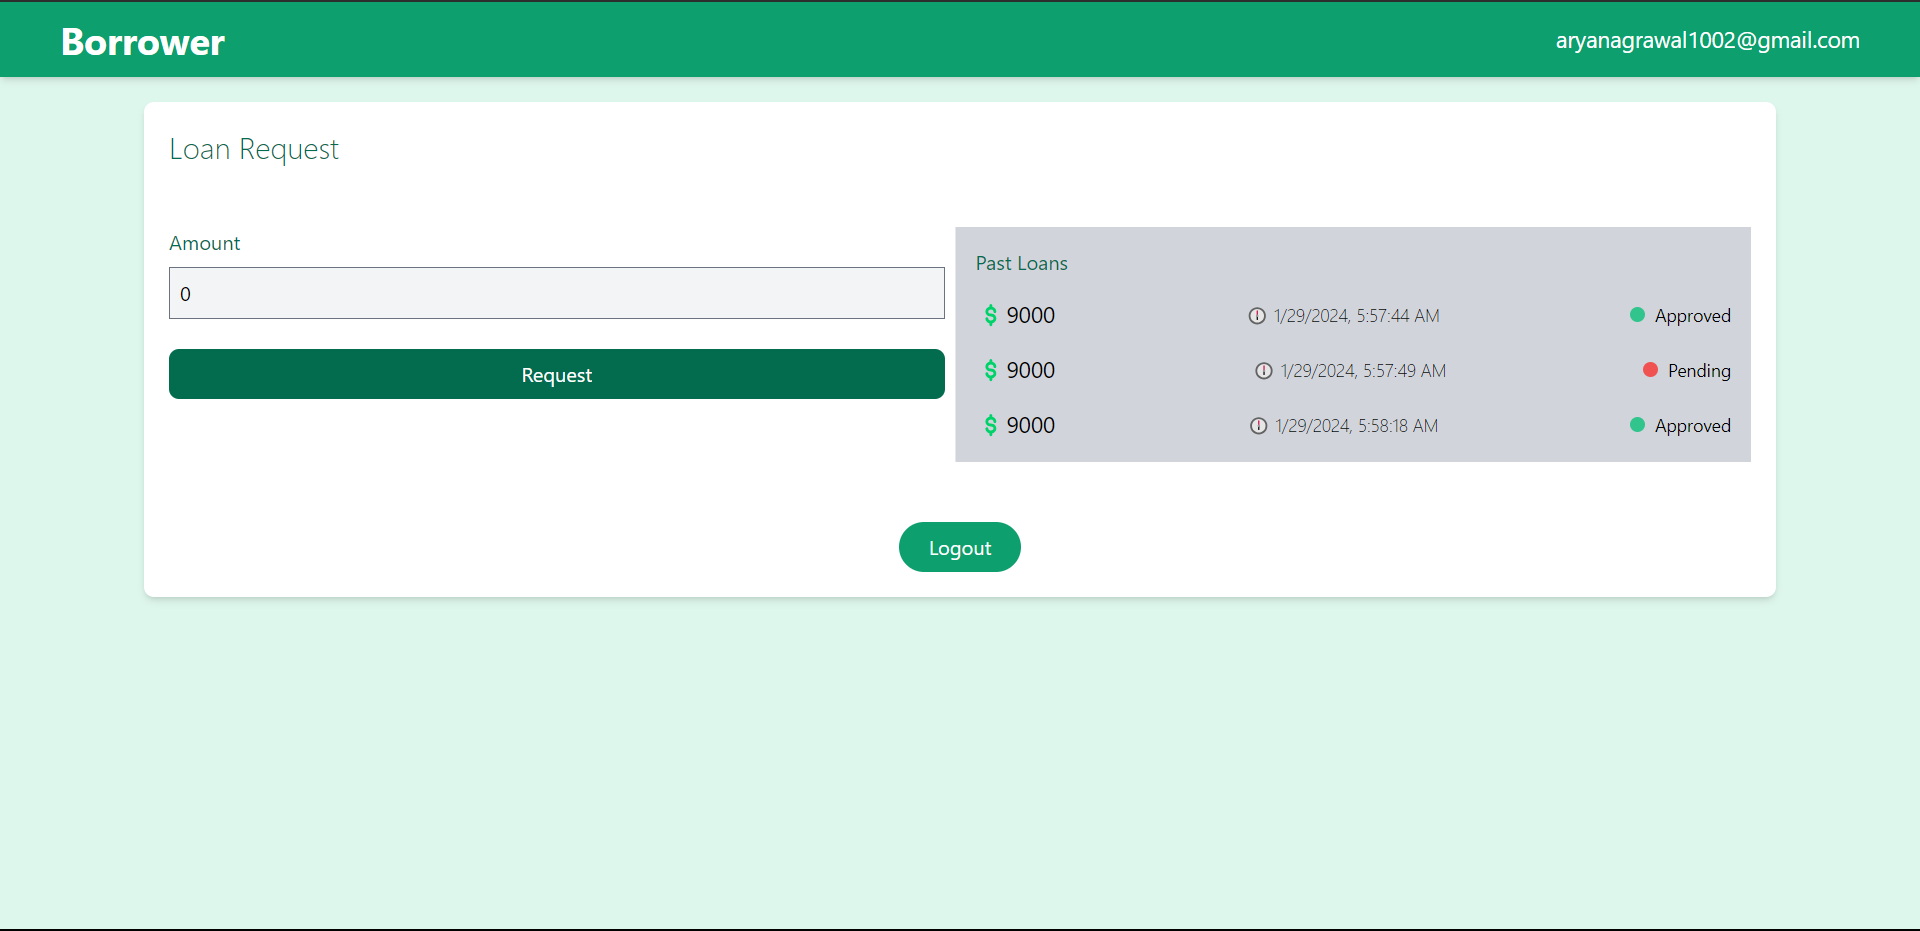 Borrower
aryanagrawal1002@gmail.com
Loan Request
Amount
0
Request
Past Loans
$ 9000 1/29/2024, 5:57:44 AM Approved
$ 9000 1/29/2024, 5:57:49 AM Pending
$ 9000 1/29/2024, 5:58:18 AM Approved
Logout